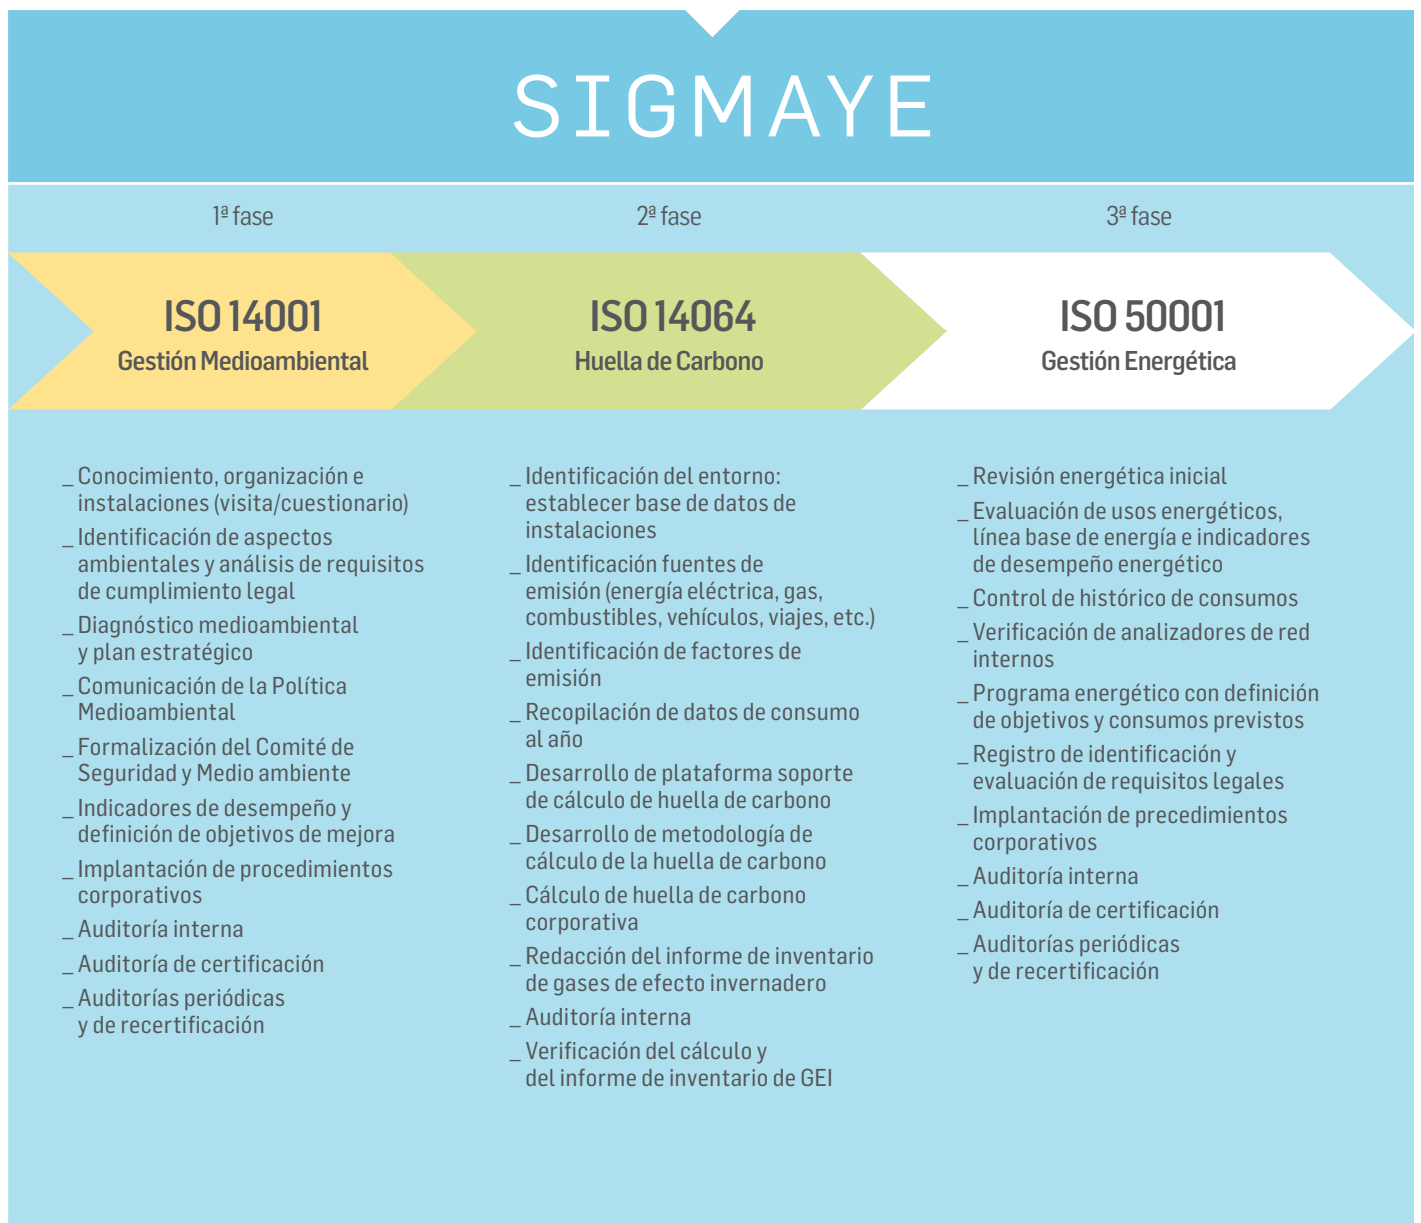 SIGMAYE
1ª fase
2ª fase
3ª fase
ISO 14001
Gestión Medioambiental
ISO 14064
Huella de Carbono
ISO 50001
Gestión Energética
_ Conocimiento, organización e
instalaciones (visita/cuestionario)
_ Identificación de aspectos
ambientales y análisis de requisitos
de cumplimiento legal
_ Diagnóstico medioambiental
y plan estratégico
_ Comunicación de la Política
Medioambiental
_ Formalización del Comité de
Seguridad y Medio ambiente
_ Indicadores de desempeño y
definición de objetivos de mejora
_ Implantación de procedimientos
corporativos
_ Auditoría interna
_ Auditoría de certificación
_ Auditorías periódicas
y de recertificación
_ Identificación del entorno:
establecer base de datos de
instalaciones
_ Identificación fuentes de
emisión (energía eléctrica, gas,
combustibles, vehículos, viajes, etc.)
_ Identificación de factores de
emisión
_ Recopilación de datos de consumo
al año
_ Desarrollo de plataforma soporte
de cálculo de huella de carbono
_ Desarrollo de metodología de
cálculo de la huella de carbono
_ Cálculo de huella de carbono
corporativa
_ Redacción del informe de inventario
de gases de efecto invernadero
_ Auditoría interna
_ Verificación del cálculo y
del informe de inventario de GEI
_ Revisión energética inicial
_ Evaluación de usos energéticos,
línea base de energía e indicadores
de desempeño energético
_ Control de histórico de consumos
_ Verificación de analizadores de red
internos
_ Programa energético con definición
de objetivos y consumos previstos
_ Registro de identificación y
evaluación de requisitos legales
_ Implantación de precedimientos
corporativos
_ Auditoría interna
_ Auditoría de certificación
_ Auditorías periódicas
y de recertificación